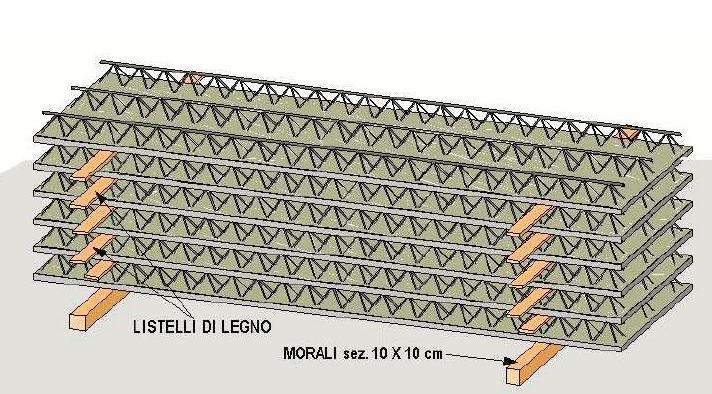 LISTELLI DI LEGNO
MORALI sez. 10 X 10 cm